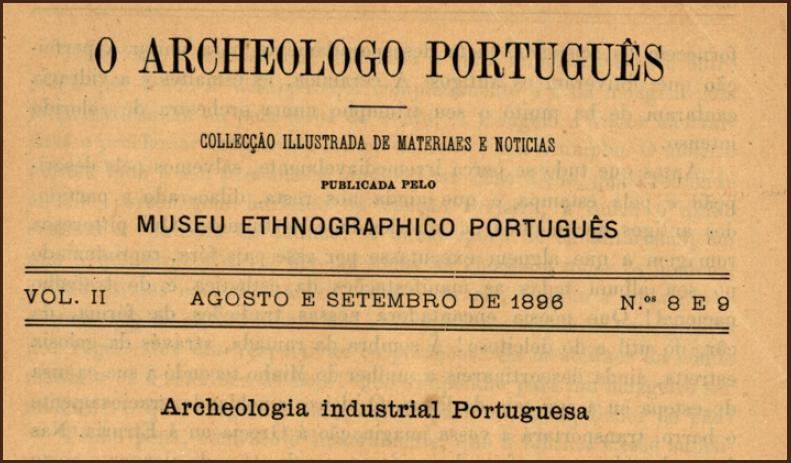 O ARCHEOLOGO PORTUGUÊS
COLLECÇÃO ILLUSTRADA DE MATERIAES E NOTICIAS
PUBLICADA PELO
MUSEU ETHNOGRAPHICO PORTUGUÊS
VOL. II AGOSTO E SETEMBRO DE 1896 N.ºˢ 8 E 9
Archeologia industrial Portuguesa